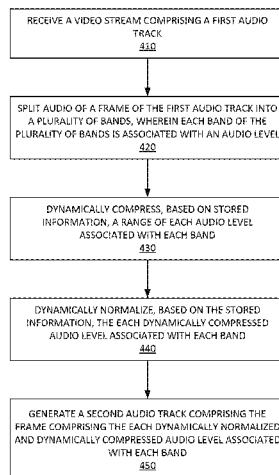 RECEIVE A VIDEO STREAM COMPRISING A FIRST AUDIO
TRACK
410
SPLIT AUDIO OF A FRAME OF THE FIRST AUDIO TRACK INTO
A PLURALITY OF BANDS, WHEREIN EACH BAND OF THE
PLURALITY OF BANDS IS ASSOCIATED WITH AN AUDIO LEVEL
420
DYNAMICALLY COMPRESS, BASED ON STORED
INFORMATION, A RANGE OF EACH AUDIO LEVEL
ASSOCIATED WITH EACH BAND
430
DYNAMICALLY NORMALIZE, BASED ON THE STORED
INFORMATION, THE EACH DYNAMICALLY COMPRESSED
AUDIO LEVEL ASSOCIATED WITH EACH BAND
440
GENERATE A SECOND AUDIO TRACK COMPRISING THE
FRAME COMPRISING THE EACH DYNAMICALLY NORMALIZED
AND DYNAMICALLY COMPRESSED AUDIO LEVEL ASSOCIATED
WITH EACH BAND
450